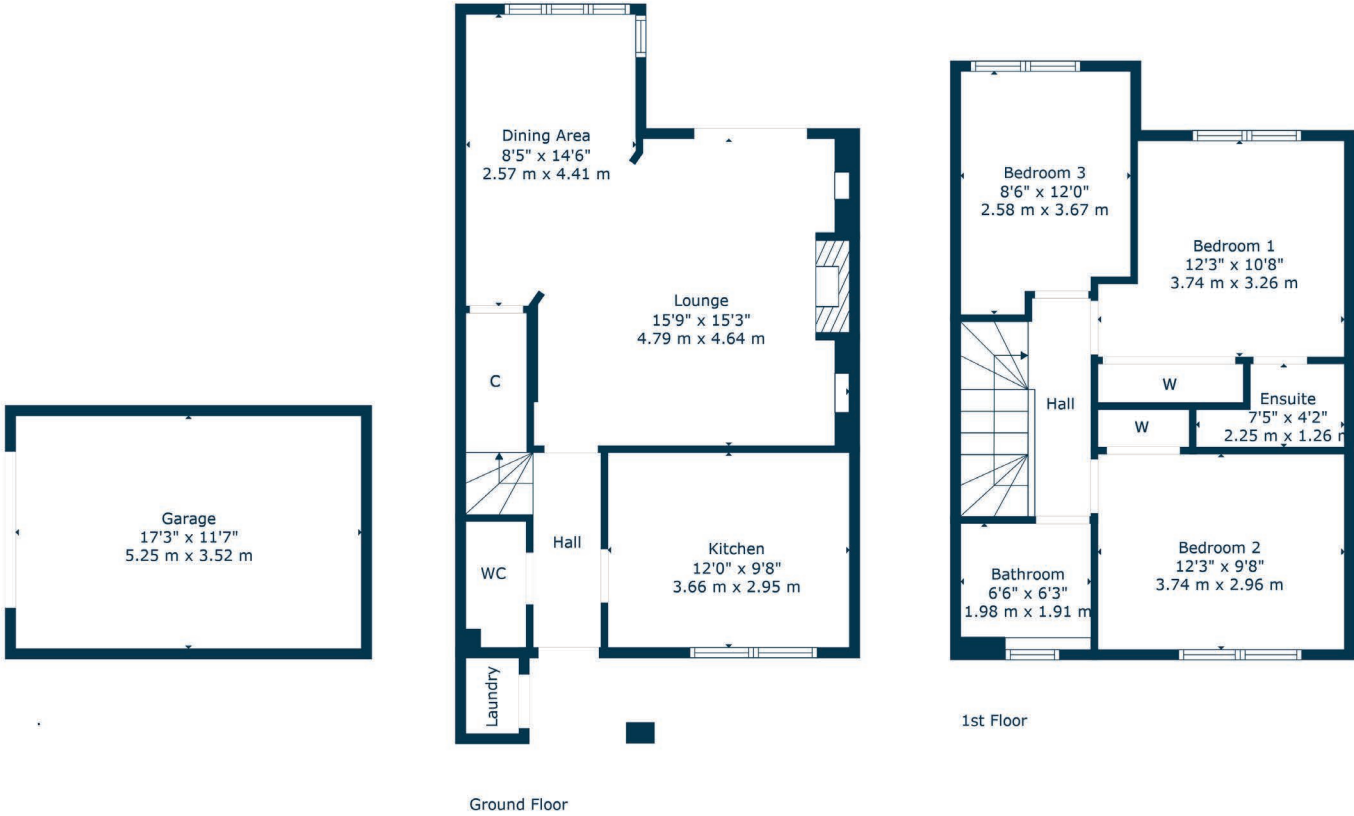 Garage
17'3" x 11'7"
5.25 m x 3.52 m
Dining Area
8'5" x 14'6"
2.57 m x 4.41 m
Lounge
15'9" x 15'3"
4.79 m x 4.64 m
C
Hall
WC
Kitchen
12'0" x 9'8"
3.66 m x 2.95 m
Laundry
Ground Floor
Bedroom 3
8'6" x 12'0"
2.58 m x 3.67 m
Bedroom 1
12'3" x 10'8"
3.74 m x 3.26 m
W
Ensuite
7'5" x 4'2"
2.25 m x 1.26 m
Hall
W
Bedroom 2
12'3" x 9'8"
3.74 m x 2.96 m
Bathroom
6'6" x 6'3"
1.98 m x 1.91 m
1st Floor